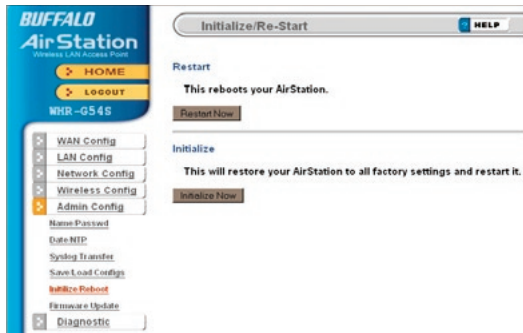 BUFFALO
AirStation
Wireless LAN Access Point
HOME
LOGOUT
WHR-G54S
WAN Config
LAN Config
Network Config
Wireless Config
Admin Config
Name/Passwd
Date/NTP
Syslog Transfer
Save/Load Configs
Initilize/Reboot
Firmware Update
Diagnostic
Initialize/Re-Start
HELP
Restart
This reboots your AirStation.
Restart Now
Initialize
This will restore your AirStation to all factory settings and restart it.
Initialize Now